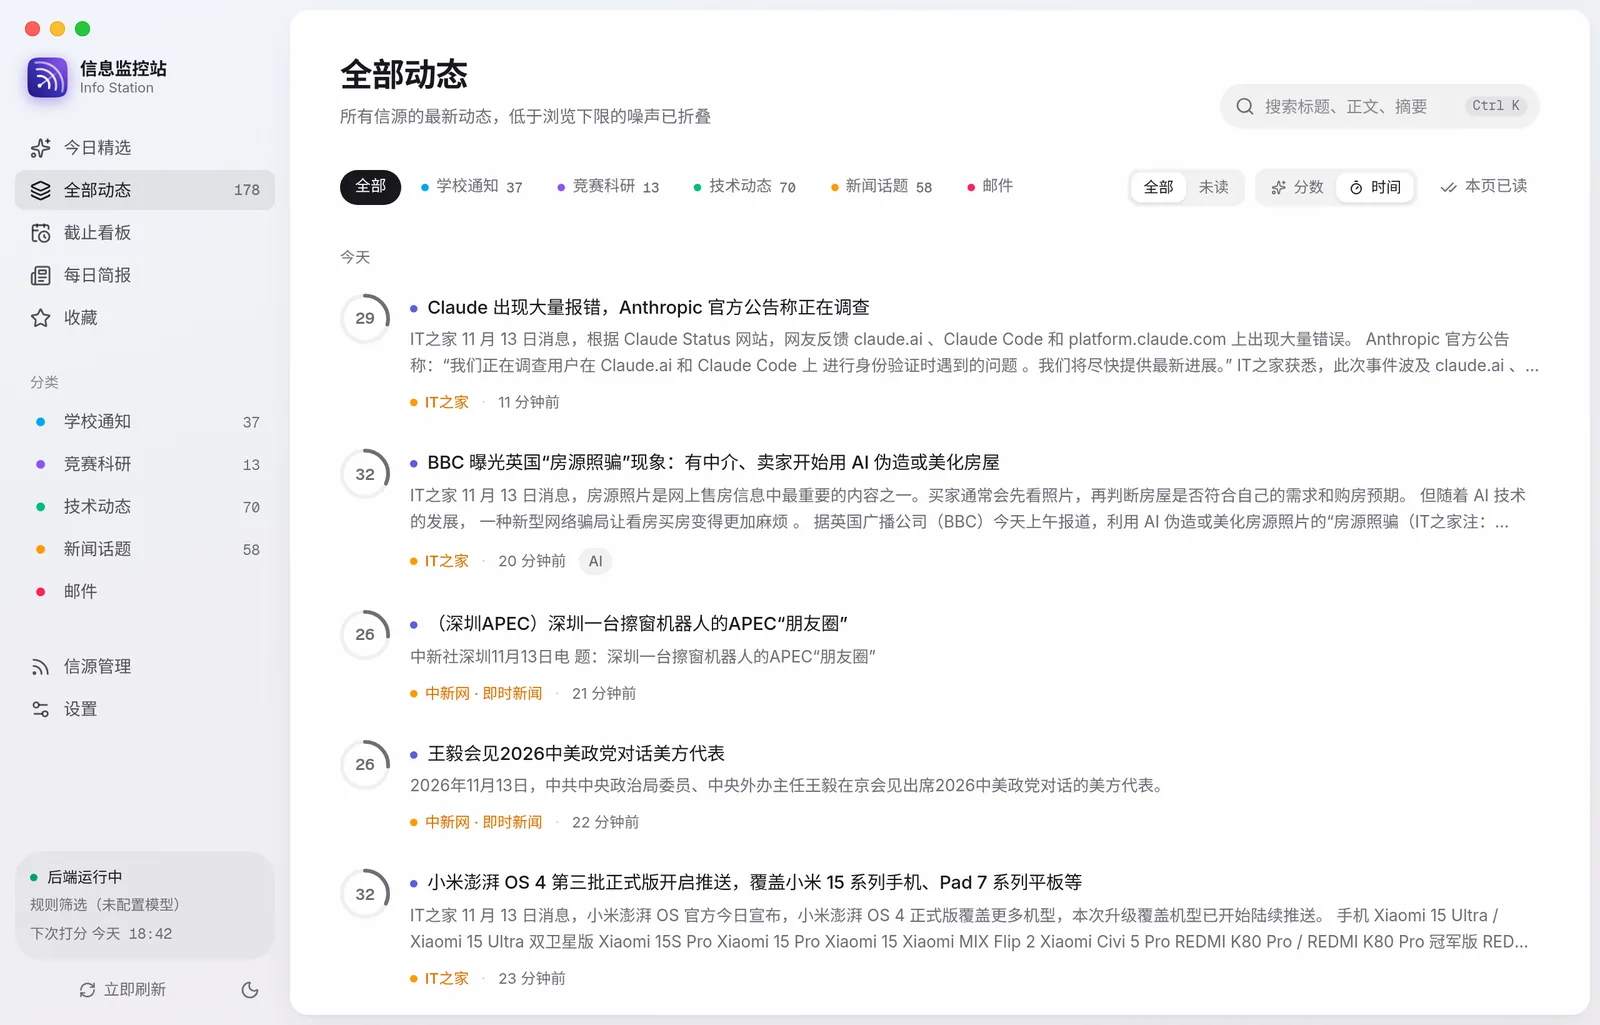 信息监控站
Info Station
今日精选
全部动态 178
截止看板
每日简报
收藏
分类
学校通知 37
竞赛科研 13
技术动态 70
新闻话题 58
邮件
信源管理
设置
后端运行中
规则筛选（未配置模型）
下次打分 今天 18:42
立即刷新
全部动态
所有信源的最新动态，低于浏览下限的噪声已折叠
搜索标题、正文、摘要 Ctrl K
全部 学校通知 37 竞赛科研 13 技术动态 70 新闻话题 58 邮件 全部 未读 分数 时间 本页已读
今天
29
Claude 出现大量报错，Anthropic 官方公告称正在调查
IT之家 11 月 13 日消息，根据 Claude Status 网站，网友反馈 claude.ai 、Claude Code 和 platform.claude.com 上出现大量错误。 Anthropic 官方公告
称：“我们正在调查用户在 Claude.ai 和 Claude Code 上 进行身份验证时遇到的问题 。我们将尽快提供最新进展。” IT之家获悉，此次事件波及 claude.ai 、...
IT之家 · 11 分钟前
32
BBC 曝光英国“房源照骗”现象：有中介、卖家开始用 AI 伪造或美化房屋
IT之家 11 月 13 日消息，房源照片是网上售房信息中最重要的内容之一。买家通常会先看照片，再判断房屋是否符合自己的需求和购房预期。 但随着 AI 技术
的发展， 一种新型网络骗局让看房买房变得更加麻烦 。 据英国广播公司（BBC）今天上午报道，利用 AI 伪造或美化房源照片的“房源照骗（IT之家注：...
IT之家 · 20 分钟前 AI
26
（深圳APEC）深圳一台擦窗机器人的APEC“朋友圈”
中新社深圳11月13日电 题：深圳一台擦窗机器人的APEC“朋友圈”
中新网 · 即时新闻 · 21 分钟前
26
王毅会见2026中美政党对话美方代表
2026年11月13日，中共中央政治局委员、中央外办主任王毅在京会见出席2026中美政党对话的美方代表。
中新网 · 即时新闻 · 22 分钟前
32
小米澎湃 OS 4 第三批正式版开启推送，覆盖小米 15 系列手机、Pad 7 系列平板等
IT之家 11 月 13 日消息，小米澎湃 OS 官方今日宣布，小米澎湃 OS 4 正式版覆盖更多机型，本次升级覆盖机型已开始陆续推送。 手机 Xiaomi 15 Ultra /
Xiaomi 15 Ultra 双卫星版 Xiaomi 15S Pro Xiaomi 15 Pro Xiaomi 15 Xiaomi MIX Flip 2 Xiaomi Civi 5 Pro REDMI K80 Pro / REDMI K80 Pro 冠军版 RED...
IT之家 · 23 分钟前